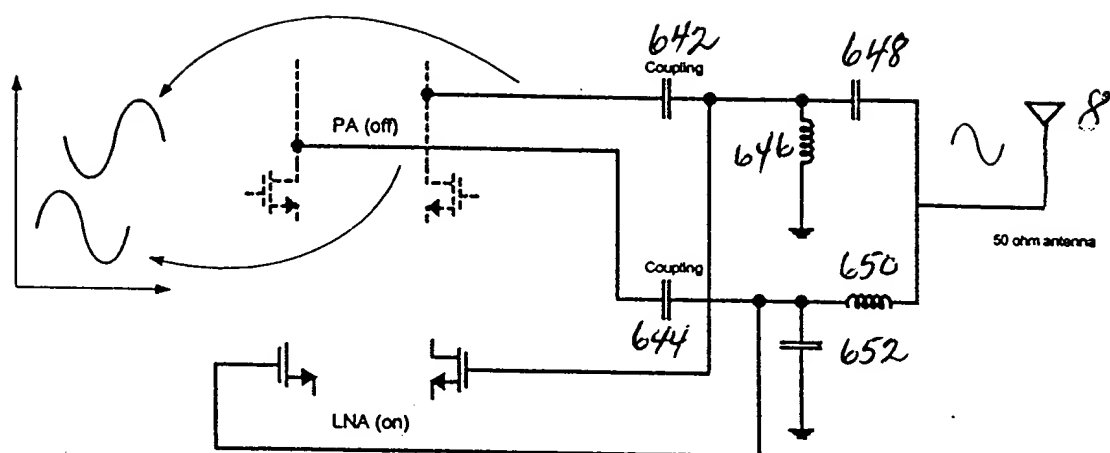 642
648
Coupling
8
PA (off)
646
50 ohm antenna
650
Coupling
644
652
LNA (on)